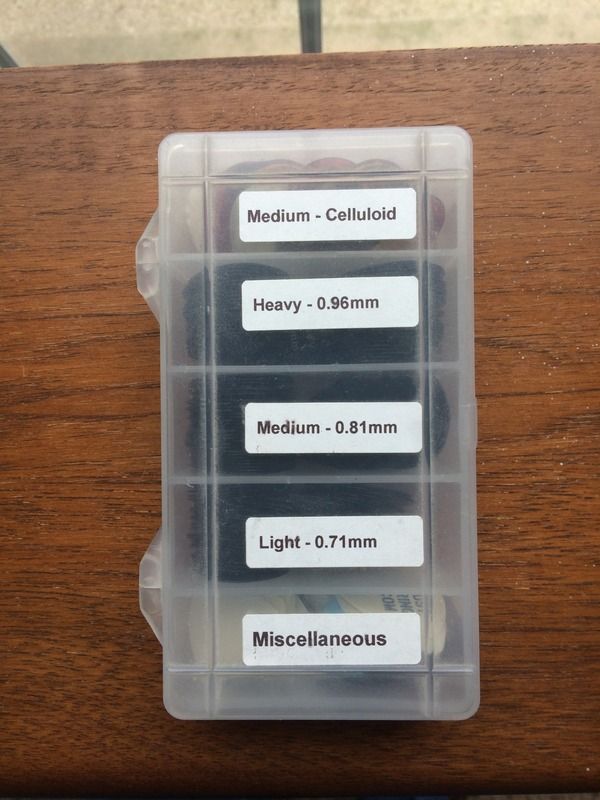 Medium - Celluloid
Heavy - 0.96mm
Medium - 0.81mm
Light - 0.71mm
Miscellaneous